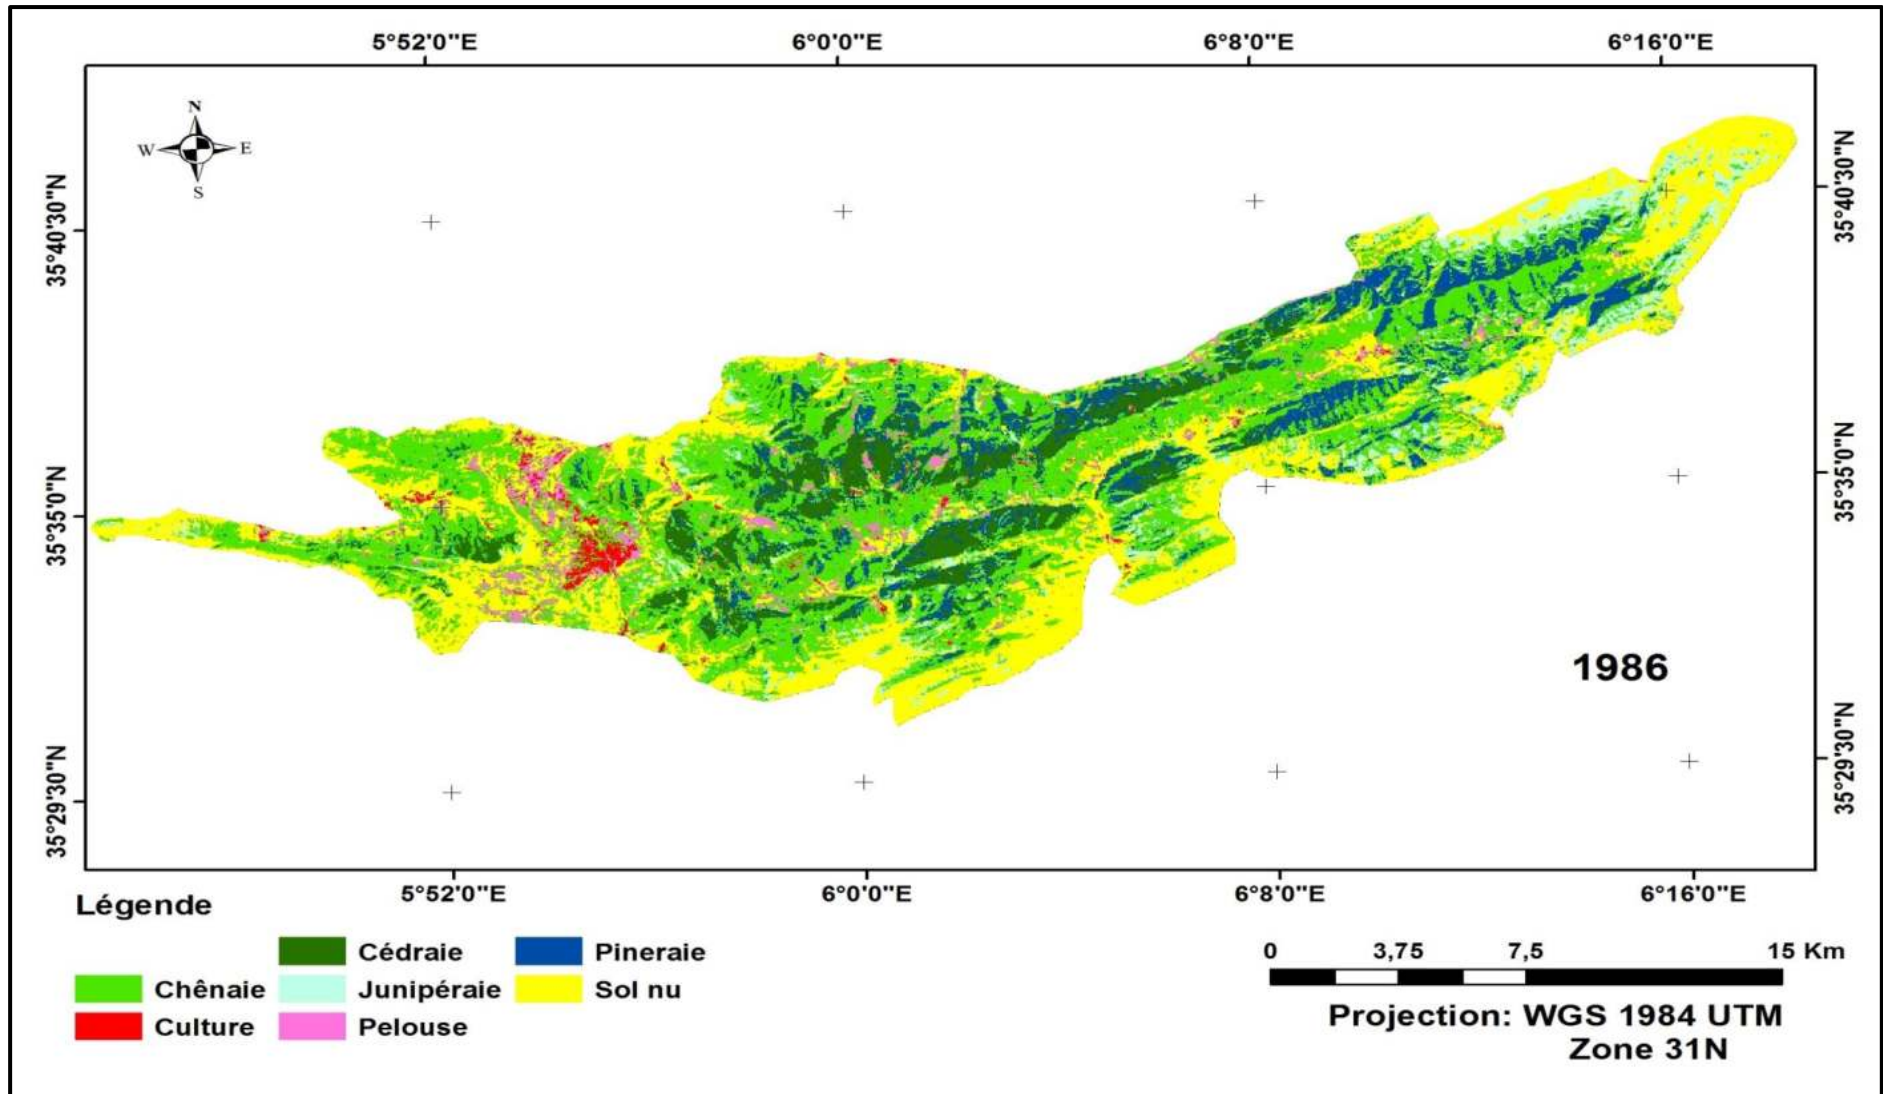 5°52'0"E 6°0'0"E 6°8'0"E 6°16'0"E
N
W E
S
35°40'30"N 35°40'30"N
35°35'0"N 35°35'0"N
1986
35°29'30"N 35°29'30"N
5°52'0"E 6°0'0"E 6°8'0"E 6°16'0"E
Légende
Cédraie Pineraie
Chênaie Junipéraie Sol nu
Culture Pelouse
0 3,75 7,5 15 Km
Projection: WGS 1984 UTM
Zone 31N